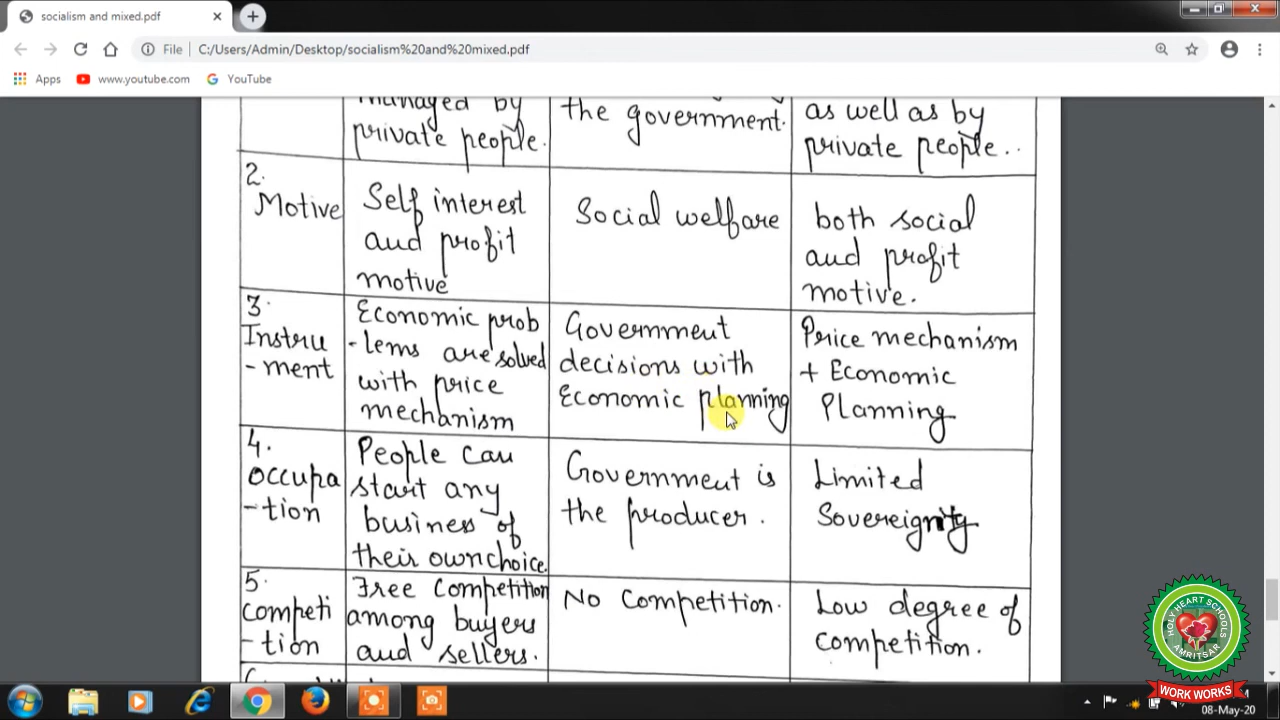 socialism and mixed.pdf
File C:/Users/Admin/Desktop/socialism%20and%20mixed.pdf
Apps www.youtube.com YouTube
managed by
private people.
the government.
as well as by
private people..
2.
Motive
Self interest
and profit
motive
Social welfare
both social
and profit
motive.
3.
Instru
-ment
Economic prob
-lems are solved
with price
mechanism
Government
decisions with
Economic planning
Price mechanism
+ Economic
Planning
4.
occupa
-tion
People can
start any
business of
their own choice.
Government is
the producer.
Limited
Sovereignity
5.
competi
-tion
Free Competition
among buyers
and sellers.
No Competition.
Low degree of
competition.
HOLY HEART SCHOOLS
AMRITSAR
WORK WORKS
08-May-20